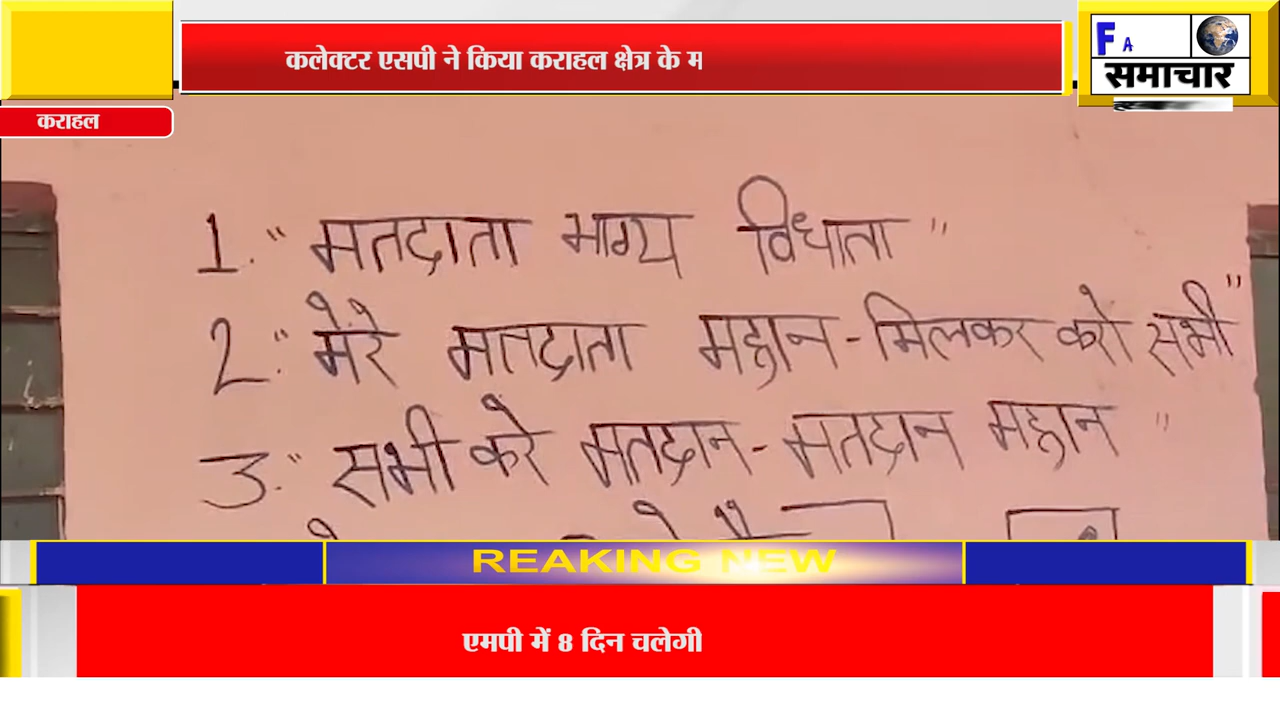 कलेक्टर एसपी ने किया कराहल क्षेत्र के म
FA
समाचार
कराहल
1. “मतदाता भाग्य विधाता”
2. “मेरे मतदाता महान-मिलकर करो सभी”
3. “सभी करे मतदान-मतदान महान”
REAKING NEW
एमपी में 8 दिन चलेगी